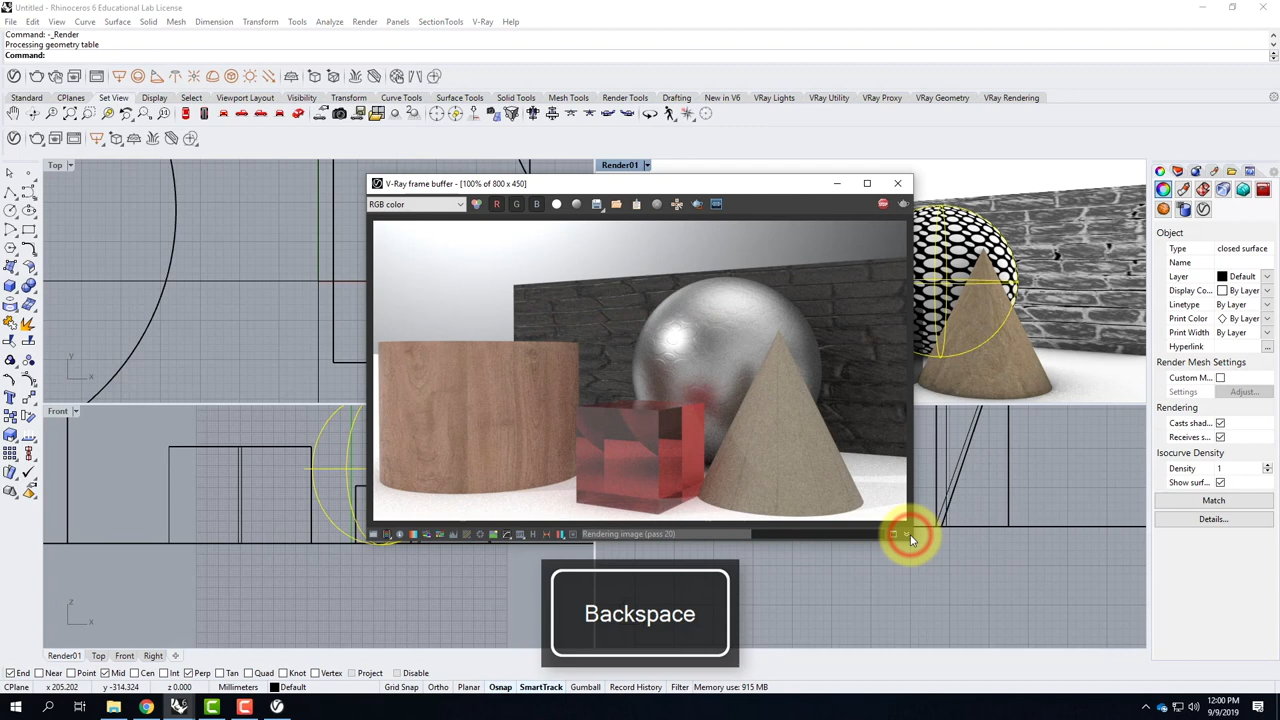 Untitled - Rhinoceros 6 Educational Lab License
File Edit View Curve Surface Solid Mesh Dimension Transform Tools Analyze Render Panels SectionTools V-Ray Help
Command: -_Render
Processing geometry table
Command:
Standard CPlanes Set View Display Select Viewport Layout Visibility Transform Curve Tools Surface Tools Solid Tools Mesh Tools Render Tools Drafting New in V6 VRay Lights VRay Utility VRay Proxy VRay Geometry VRay Rendering
Top
Render01
V-Ray frame buffer - [100% of 800 x 450]
RGB color
R G B
Object
Type closed surface
Name
Layer Default
Display Co... By Layer
Linetype By Layer
Print Color By Layer
Print Width By Layer
Hyperlink ...
Render Mesh Settings
Custom M...
Settings Adjust...
Rendering
Casts shad...
Receives s...
Isocurve Density
Density 1
Show surf...
Match
Details...
y
x
Front
H
Rendering image (pass 20)
Backspace
z
x
Render01 Top Front Right
End Near Point Mid Cen Int Perp Tan Quad Knot Vertex Project Disable
CPlane x 205.202 y -314.324 z 0.000 Millimeters Default Grid Snap Ortho Planar Osnap SmartTrack Gumball Record History Filter Memory use: 915 MB
12:00 PM
9/9/2019